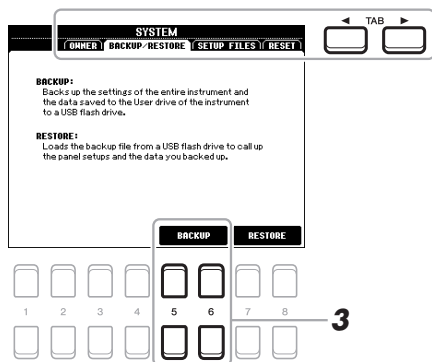 SYSTEM
◀ TAB ▶
OWNER BACKUP/RESTORE SETUP FILES RESET
BACKUP:
Backs up the settings of the entire instrument and
the data saved to the User drive of the instrument
to a USB flash drive.
RESTORE:
Loads the backup file from a USB flash drive to call up
the panel setups and the data you backed up.
BACKUP RESTORE
1 2 3 4 5 6 7 8
3